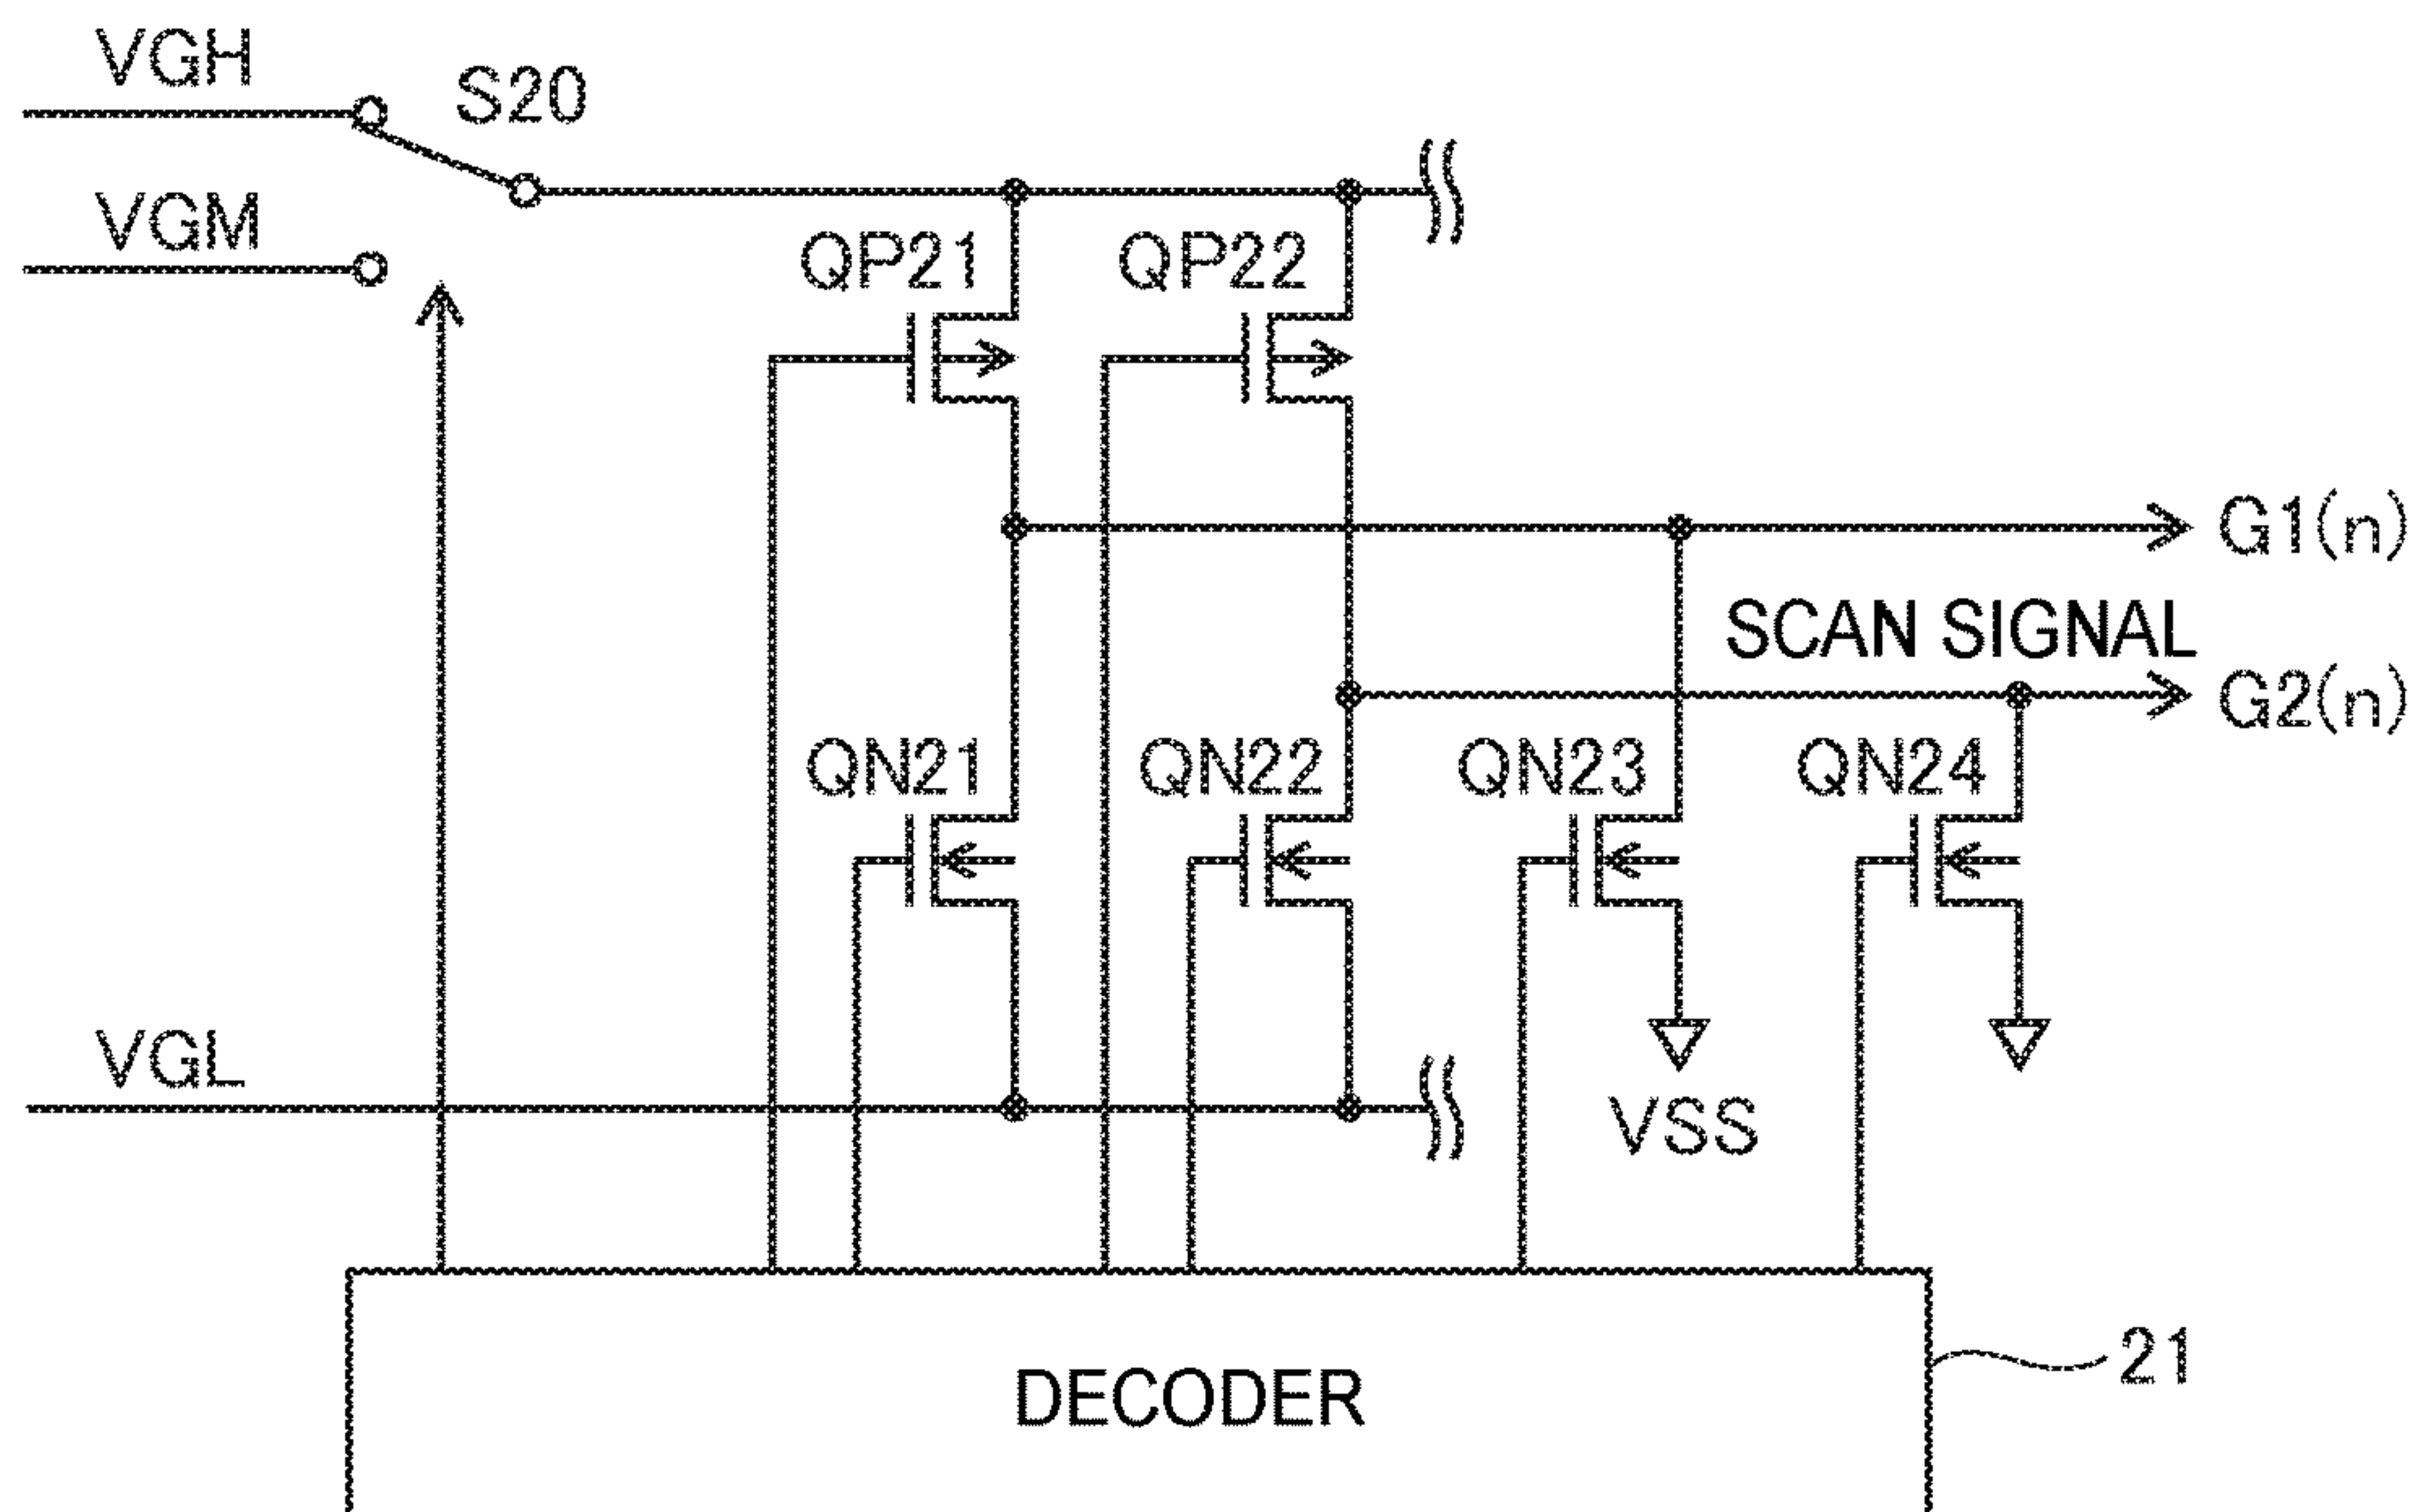 VGH
S20
VGM
QP21
QP22
G1(n)
SCAN SIGNAL
G2(n)
QN21
QN22
QN23
QN24
VGL
VSS
21
DECODER